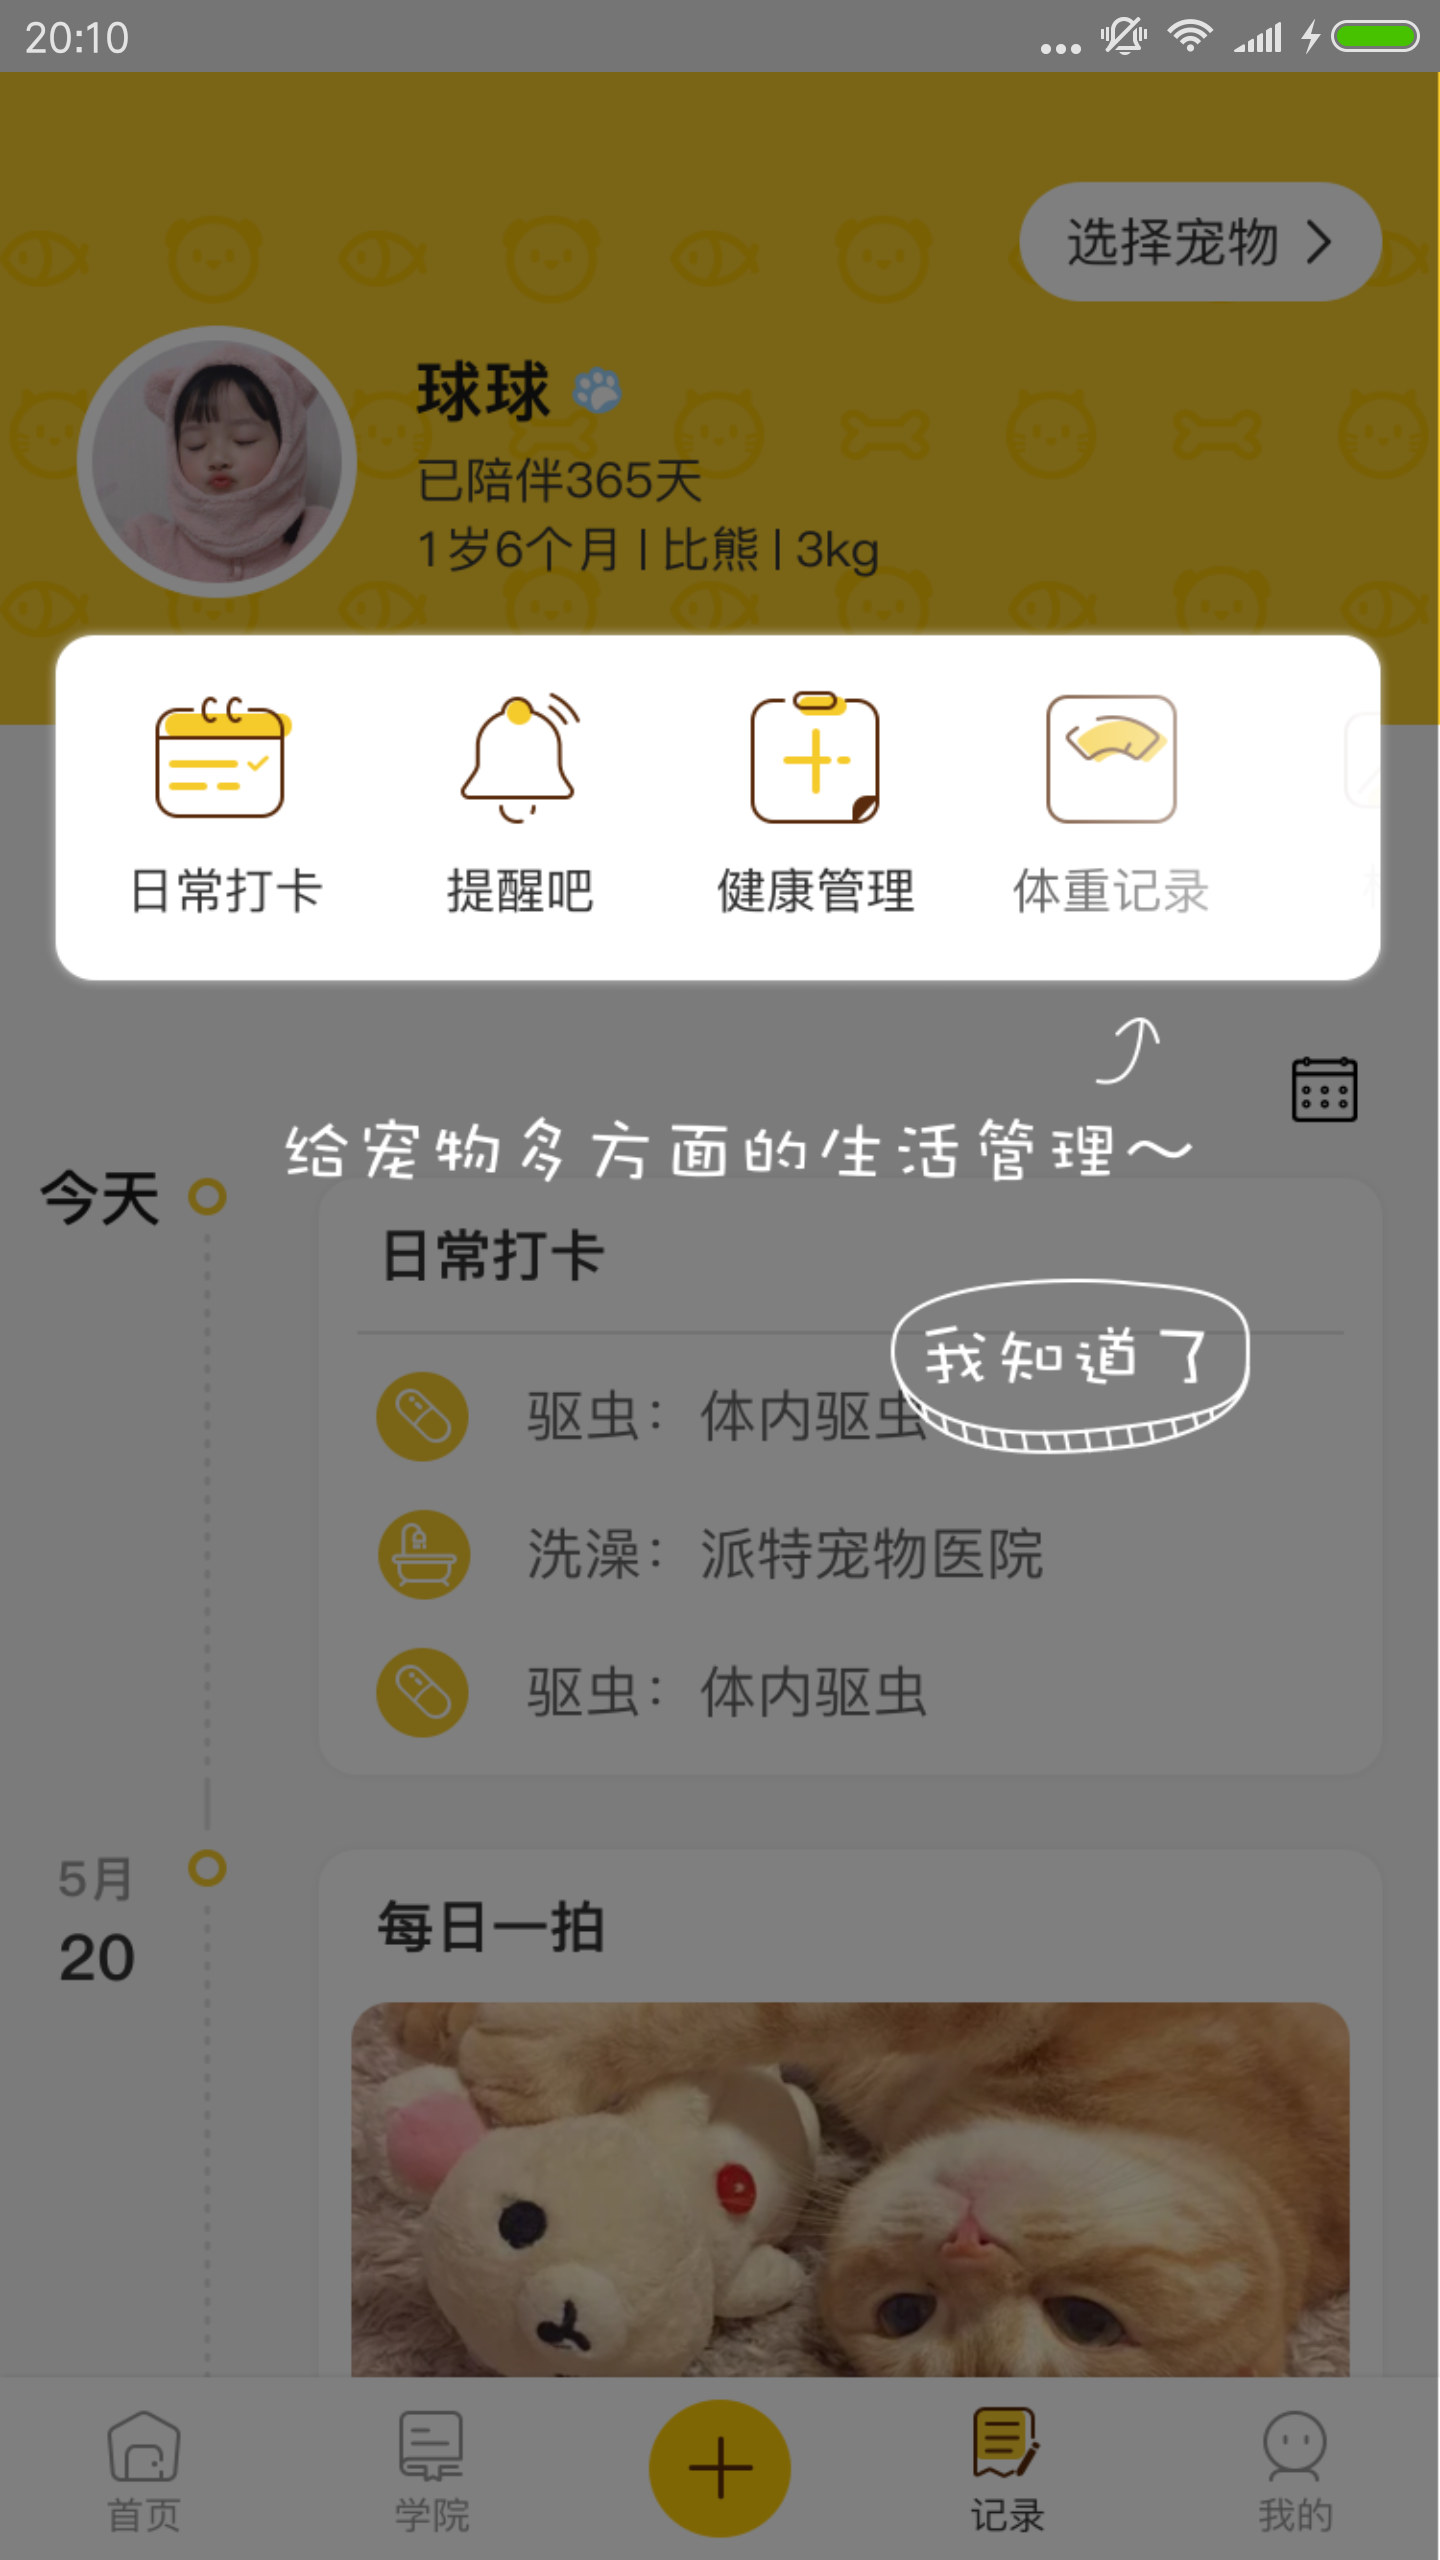 20:10
选择宠物
球球
已陪伴365天
1岁6个月 | 比熊 | 3kg
日常打卡
提醒吧
健康管理
体重记录
给宠物多方面的生活管理～
今天
日常打卡
我知道了
驱虫：体内驱虫
洗澡：派特宠物医院
驱虫：体内驱虫
5月
20
每日一拍
首页
学院
记录
我的